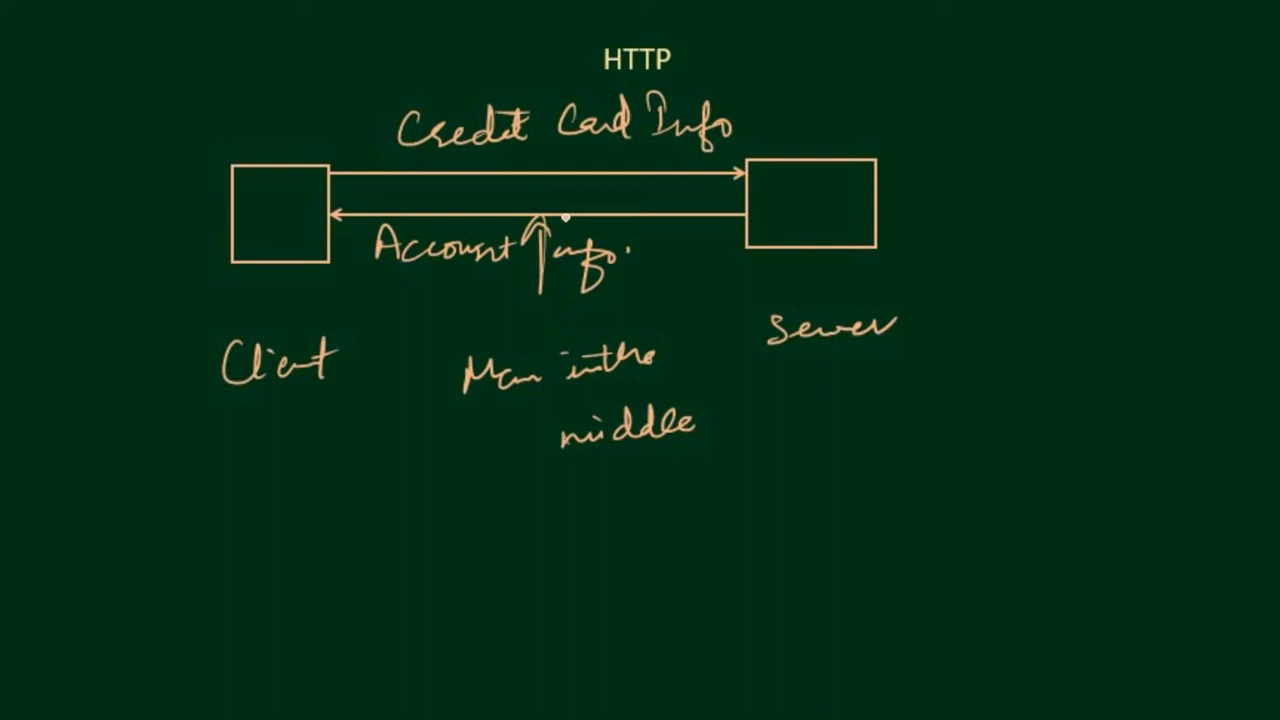 HTTP
Credit Card Info
Account info.
Server
Client
Man in the
middle